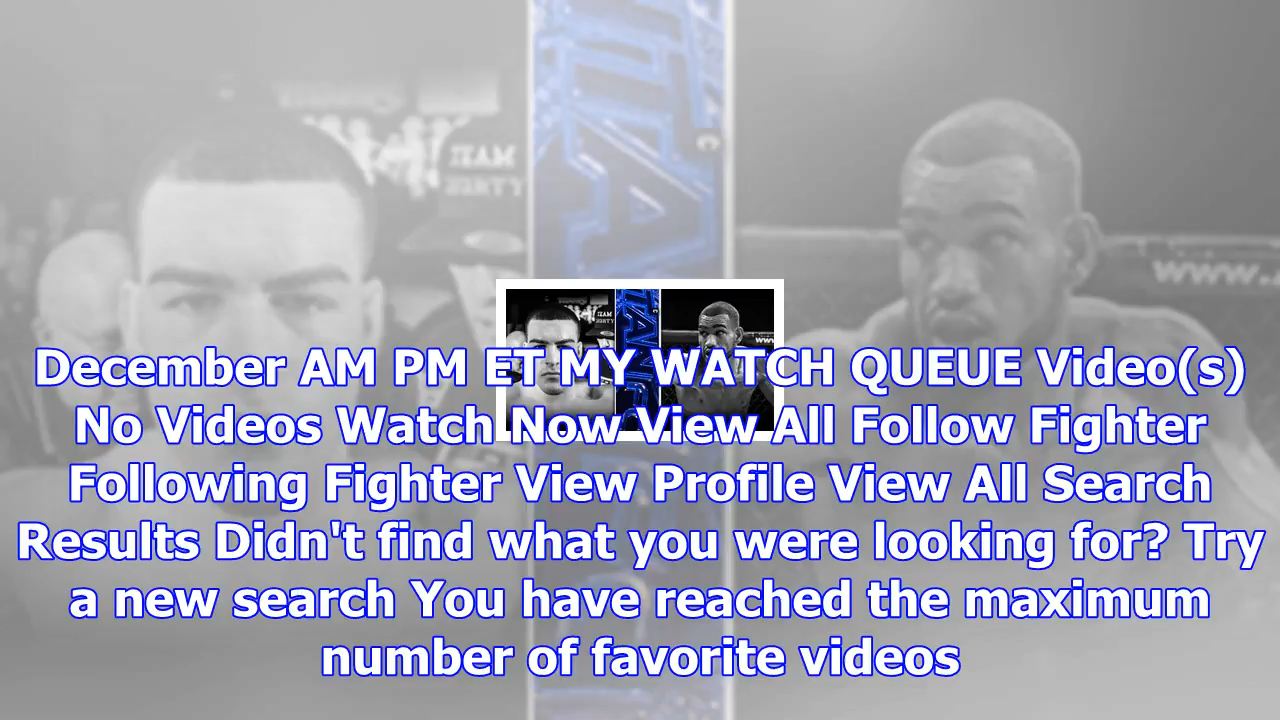 TEAM
www.
December AM PM ET MY WATCH QUEUE Video(s)
No Videos Watch Now View All Follow Fighter
Following Fighter View Profile View All Search
Results Didn't find what you were looking for? Try
a new search You have reached the maximum
number of favorite videos